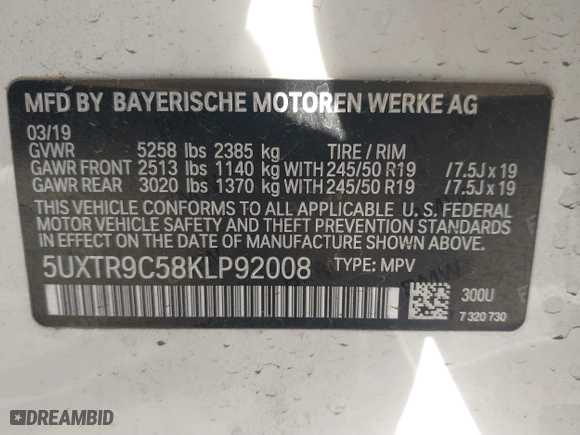 MFD BY BAYERISCHE MOTOREN WERKE AG
03/19
GVWR 5258 lbs 2385 kg TIRE / RIM
GAWR FRONT 2513 lbs 1140 kg WITH 245/50 R19 /7.5J x 19
GAWR REAR 3020 lbs 1370 kg WITH 245/50 R19 /7.5J x 19
THIS VEHICLE CONFORMS TO ALL APPLICABLE U. S. FEDERAL
MOTOR VEHICLE SAFETY AND THEFT PREVENTION STANDARDS
IN EFFECT ON THE DATE OF MANUFACTURE SHOWN ABOVE.
5UXTR9C58KLP92008 TYPE: MPV
300U
7 320 730
DREAMBID